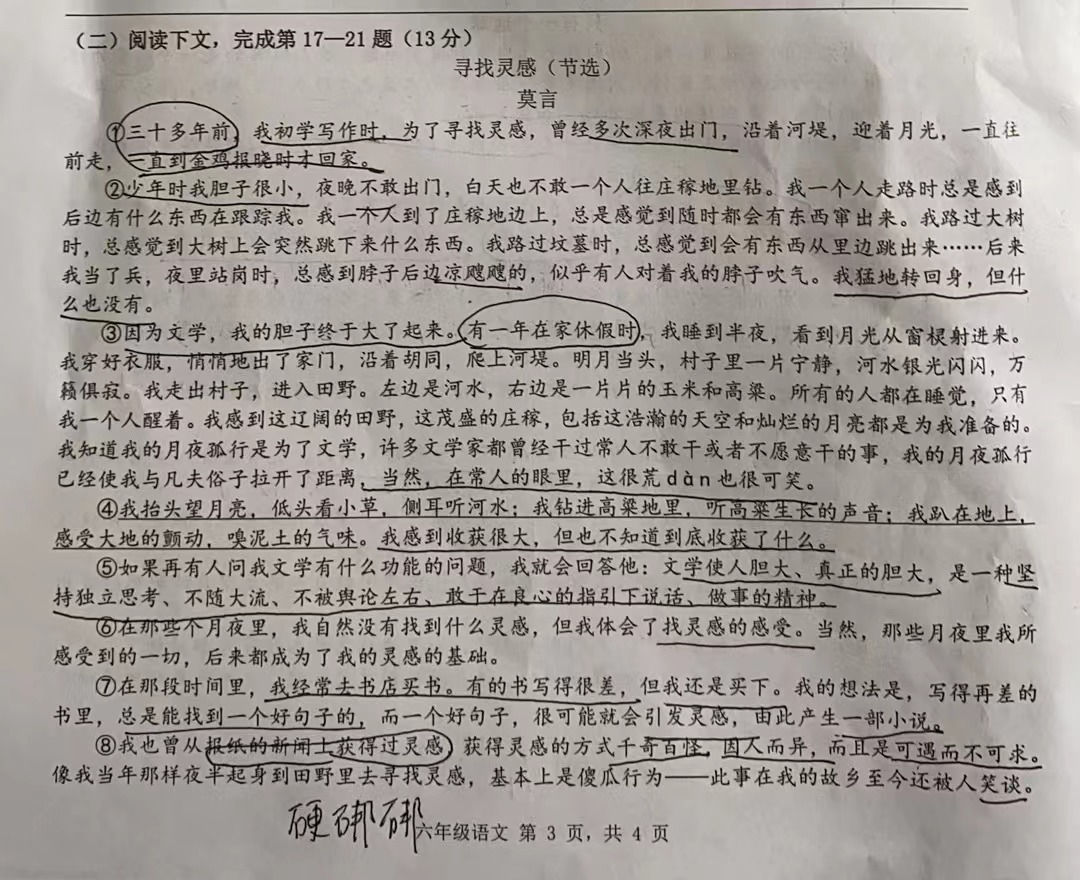 （二）阅读下文，完成第17—21题（13分）
寻找灵感（节选）
莫言
①三十多年前，我初学写作时，为了寻找灵感，曾经多次深夜出门，沿着河堤，迎着月光，一直往
前走，一直到金鸡报晓时才回家。
②少年时我胆子很小，夜晚不敢出门，白天也不敢一个人往庄稼地里钻。我一个人走路时总是感到
后边有什么东西在跟踪我。我一个人到了庄稼地边上，总是感觉到随时都会有东西窜出来。我路过大树
时，总感觉到大树上会突然跳下来什么东西。我路过坟墓时，总感觉到会有东西从里边跳出来……后来
我当了兵，夜里站岗时，总感到脖子后边凉飕飕的，似乎有人对着我的脖子吹气。我猛地转回身，但什
么也没有。
③因为文学，我的胆子终于大了起来。有一年在家休假时，我睡到半夜，看到月光从窗棂射进来。
我穿好衣服，悄悄地出了家门，沿着胡同，爬上河堤。明月当头，村子里一片宁静，河水银光闪闪，万
籁俱寂。我走出村子，进入田野。左边是河水，右边是一片片的玉米和高粱。所有的人都在睡觉，只有
我一个人醒着。我感到这辽阔的田野，这茂盛的庄稼，包括这浩瀚的天空和灿烂的月亮都是为我准备的。
我知道我的月夜孤行是为了文学，许多文学家都曾经干过常人不敢干或者不愿意干的事，我的月夜孤行
已经使我与凡夫俗子拉开了距离，当然，在常人的眼里，这很荒dàn也很可笑。
④我抬头望月亮，低头看小草，侧耳听河水；我钻进高粱地里，听高粱生长的声音；我趴在地上，
感受大地的颤动，嗅泥土的气味。我感到收获很大，但也不知道到底收获了什么。
⑤如果再有人问我文学有什么功能的问题，我就会回答他：文学使人胆大、真正的胆大，是一种坚
持独立思考、不随大流、不被舆论左右、敢于在良心的指引下说话、做事的精神。
⑥在那些个月夜里，我自然没有找到什么灵感，但我体会了找灵感的感受。当然，那些月夜里我所
感受到的一切，后来都成为了我的灵感的基础。
⑦在那段时间里，我经常去书店买书。有的书写得很差，但我还是买下。我的想法是，写得再差的
书里，总是能找到一个好句子的，而一个好句子，很可能就会引发灵感，由此产生一部小说。
⑧我也曾从报纸的新闻上获得过灵感，获得灵感的方式千奇百怪，因人而异，而且是可遇而不可求。
像我当年那样夜半起身到田野里去寻找灵感，基本上是傻瓜行为——此事在我的故乡至今还被人笑谈。
硬邦邦
六年级语文 第 3 页，共 4 页